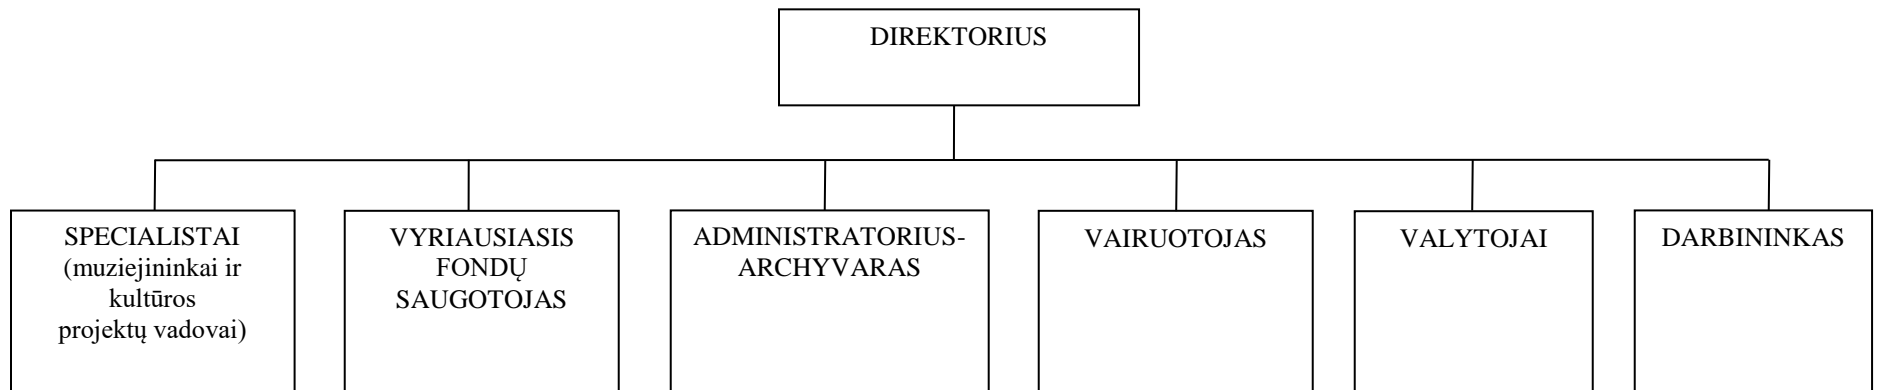 DIREKTORIUS
SPECIALISTAI
(muziejininkai ir
kultūros
projektų vadovai)
VYRIAUSIASIS
FONDŲ
SAUGOTOJAS
ADMINISTRATORIUS-
ARCHYVARAS
VAIRUOTOJAS
VALYTOJAI
DARBININKAS